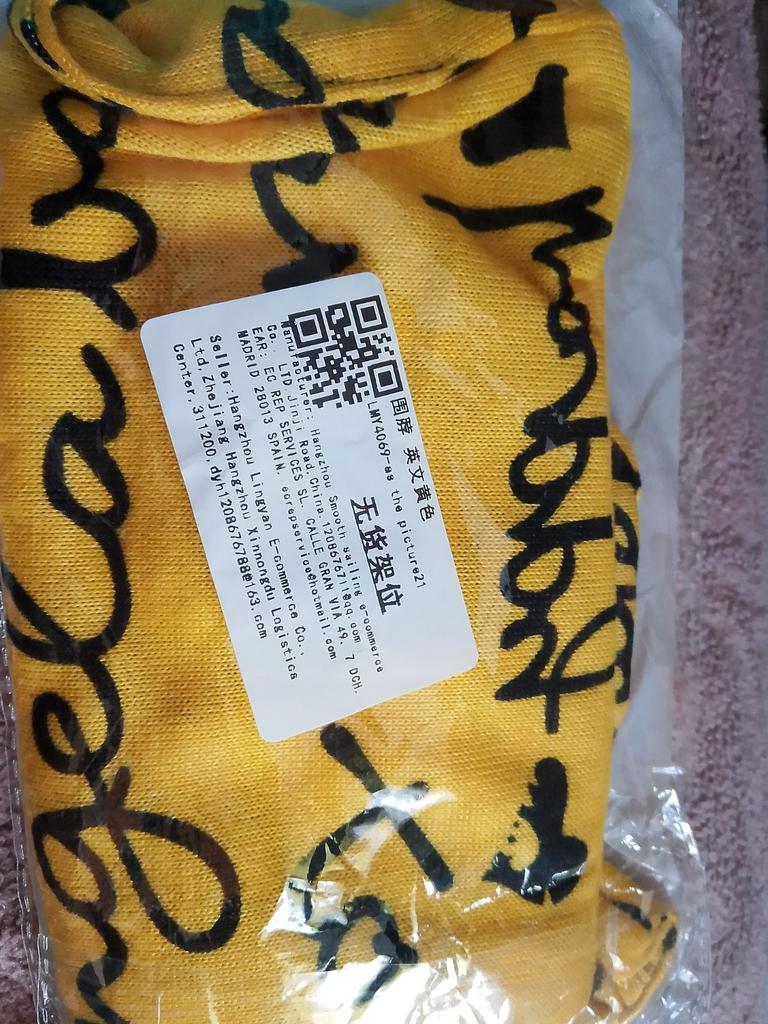 围脖 英文黄色
LMY4069-as the picture21
无货架位
Manufacturer: Hangzhou Smooth sailing e-commerce
Co., LTD.Jinji Road.China.1208676771@qq.com
EAR: EC REP SERVICES SL. CALLE GRAN VIA 49. 7 DCH.
MADRID 28013 SPAIN. ecrepservice@hotmail.com
Seller:Hangzhou Lingyan E-commerce Co.,
Ltd,Zhejiang Hangzhou Xinnongdu Logistics
Center.311200.dyh1208676788@163.com